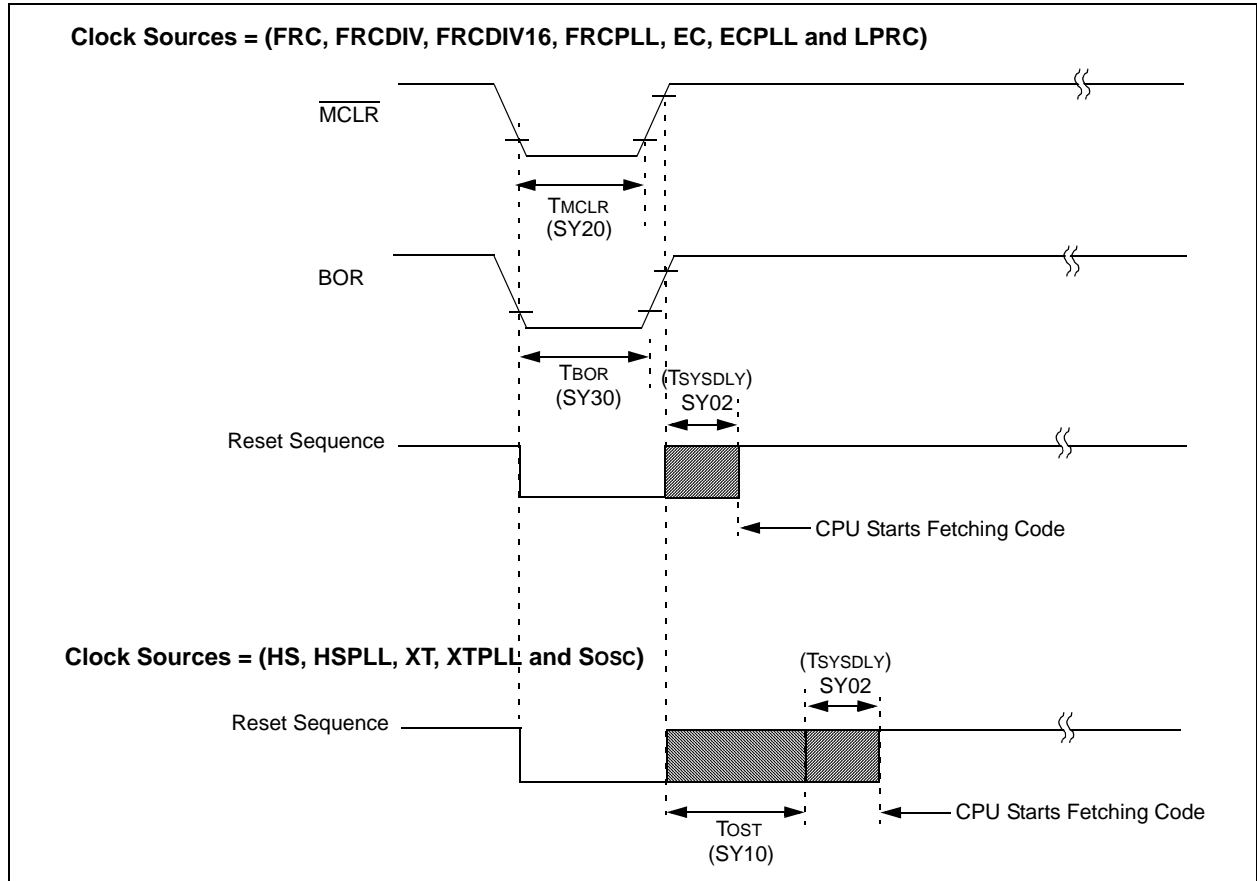 Clock Sources = (FRC, FRCDIV, FRCDIV16, FRCPLL, EC, ECPLL and LPRC)
MCLR
TMCLR
(SY20)
BOR
TBOR
(SY30)
(TSYSDLY)
SY02
Reset Sequence
CPU Starts Fetching Code
Clock Sources = (HS, HSPLL, XT, XTPLL and SOSC)
(TSYSDLY)
SY02
Reset Sequence
CPU Starts Fetching Code
TOST
(SY10)